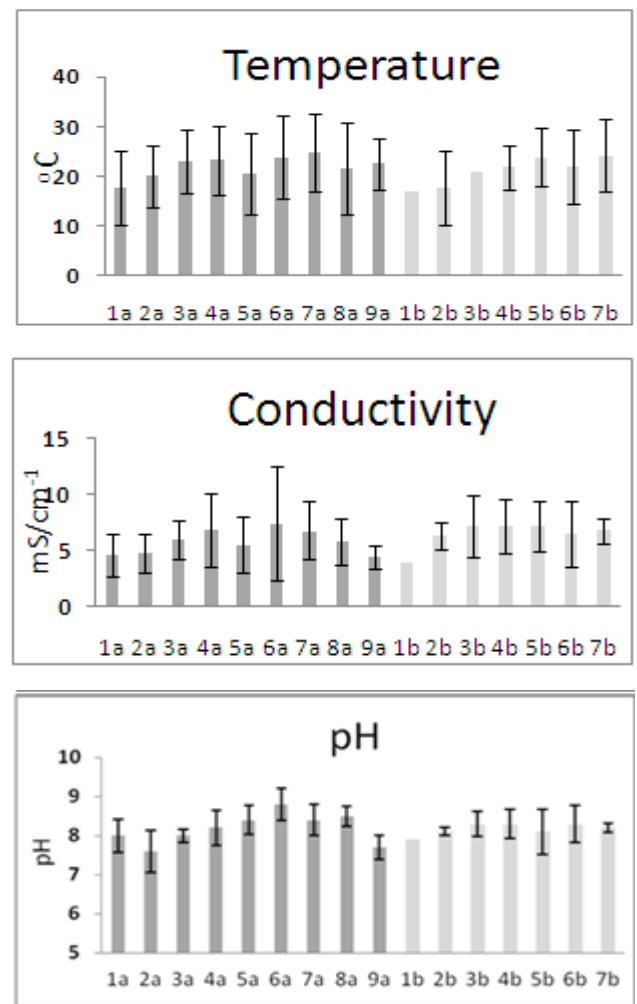 Temperature
40
30
20
10
0
°C
1a 2a 3a 4a 5a 6a 7a 8a 9a 1b 2b 3b 4b 5b 6b 7b
Conductivity
15
10
5
0
mS/cm⁻¹
1a 2a 3a 4a 5a 6a 7a 8a 9a 1b 2b 3b 4b 5b 6b 7b
pH
10
9
8
7
6
5
pH
1a 2a 3a 4a 5a 6a 7a 8a 9a 1b 2b 3b 4b 5b 6b 7b